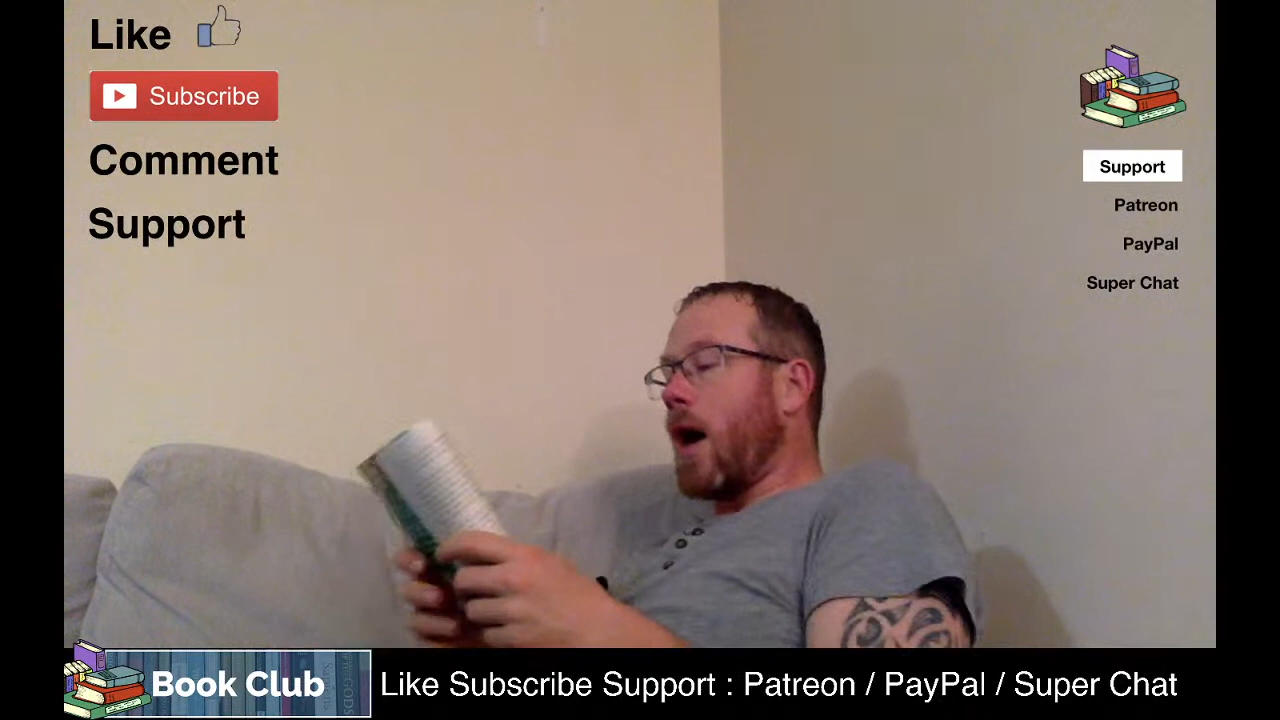 Like
Subscribe
Comment
Support
Support
Patreon
PayPal
Super Chat
Book Club
Like Subscribe Support : Patreon / PayPal / Super Chat